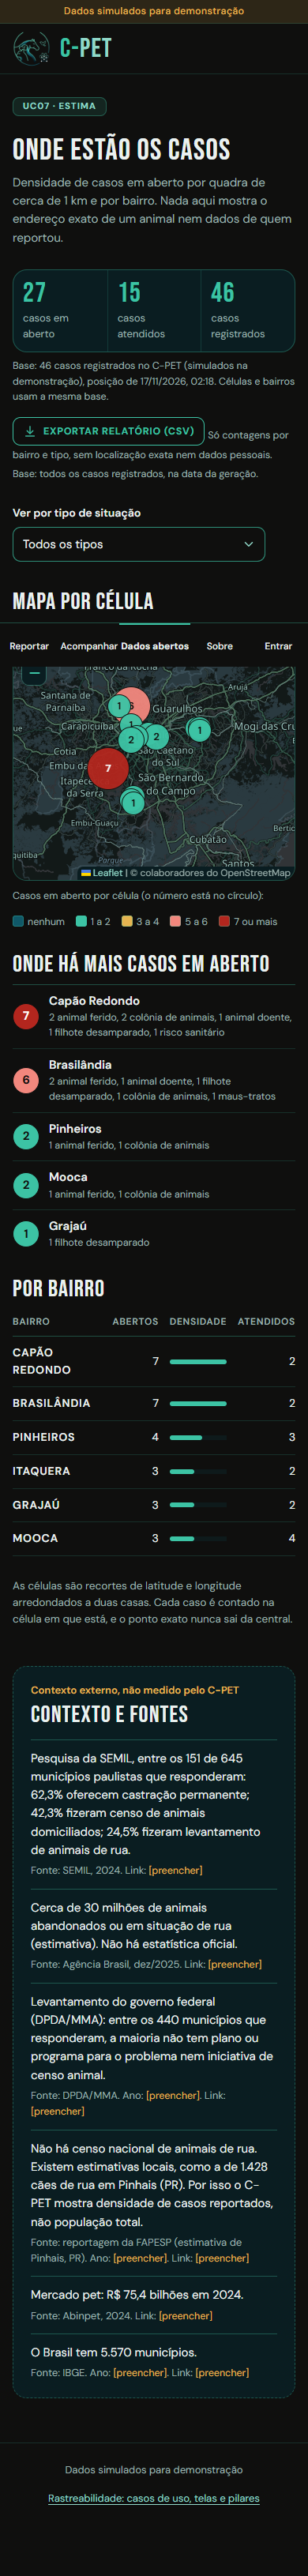 Dados simulados para demonstração
C-PET
UC07 · ESTIMA
ONDE ESTÃO OS CASOS
Densidade de casos em aberto por quadra de
cerca de 1 km e por bairro. Nada aqui mostra o
endereço exato de um animal nem dados de quem
reportou.
27 15 46
casos em aberto casos atendidos casos registrados
Base: 46 casos registrados no C-PET (simulados na
demonstração), posição de 17/11/2026, 02:18. Células e bairros
usam a mesma base.
EXPORTAR RELATÓRIO (CSV) Só contagens por
bairro e tipo, sem localização exata nem dados pessoais.
Base: todos os casos registrados, na data da geração.
Ver por tipo de situação
Todos os tipos
MAPA POR CÉLULA
Reportar Acompanhar Dados abertos Sobre Entrar
−
Franco da Rocha
Santana de
Parnaíba
Arujá
1
Guarulhos
Carapicuíba
1
Mogi das Cru
2 2 1
Cotia
São Caetano
do Sul
Embu da
7
São Bernardo
do Campo
Itapece
da Serra
1
Embu-Guaçu
Cubatão
Bertio
quitiba
Parque
Santos
Leaflet | © colaboradores do OpenStreetMap
Casos em aberto por célula (o número está no círculo):
nenhum 1 a 2 3 a 4 5 a 6 7 ou mais
ONDE HÁ MAIS CASOS EM ABERTO
7 Capão Redondo
2 animal ferido, 2 colônia de animais, 1 animal doente,
1 filhote desamparado, 1 risco sanitário
6 Brasilândia
2 animal ferido, 1 animal doente, 1 filhote
desamparado, 1 colônia de animais, 1 maus-tratos
2 Pinheiros
1 animal ferido, 1 colônia de animais
2 Mooca
1 animal ferido, 1 colônia de animais
1 Grajaú
1 filhote desamparado
POR BAIRRO
BAIRRO ABERTOS DENSIDADE ATENDIDOS
CAPÃO REDONDO 7 2
BRASILÂNDIA 7 2
PINHEIROS 4 3
ITAQUERA 3 2
GRAJAÚ 3 2
MOOCA 3 4
As células são recortes de latitude e longitude
arredondados a duas casas. Cada caso é contado na
célula em que está, e o ponto exato nunca sai da central.
Contexto externo, não medido pelo C-PET
CONTEXTO E FONTES
Pesquisa da SEMIL, entre os 151 de 645
municípios paulistas que responderam:
62,3% oferecem castração permanente;
42,3% fizeram censo de animais
domiciliados; 24,5% fizeram levantamento
de animais de rua.
Fonte: SEMIL, 2024. Link: [preencher]
Cerca de 30 milhões de animais
abandonados ou em situação de rua
(estimativa). Não há estatística oficial.
Fonte: Agência Brasil, dez/2025. Link: [preencher]
Levantamento do governo federal
(DPDA/MMA): entre os 440 municípios que
responderam, a maioria não tem plano ou
programa para o problema nem iniciativa de
censo animal.
Fonte: DPDA/MMA. Ano: [preencher]. Link:
[preencher]
Não há censo nacional de animais de rua.
Existem estimativas locais, como a de 1.428
cães de rua em Pinhais (PR). Por isso o C-
PET mostra densidade de casos reportados,
não população total.
Fonte: reportagem da FAPESP (estimativa de
Pinhais, PR). Ano: [preencher]. Link: [preencher]
Mercado pet: R$ 75,4 bilhões em 2024.
Fonte: Abinpet, 2024. Link: [preencher]
O Brasil tem 5.570 municípios.
Fonte: IBGE. Ano: [preencher]. Link: [preencher]
Dados simulados para demonstração
Rastreabilidade: casos de uso, telas e pilares